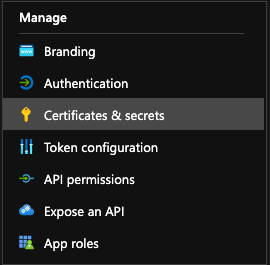 Manage
Branding
Authentication
Certificates & secrets
Token configuration
API permissions
Expose an API
App roles